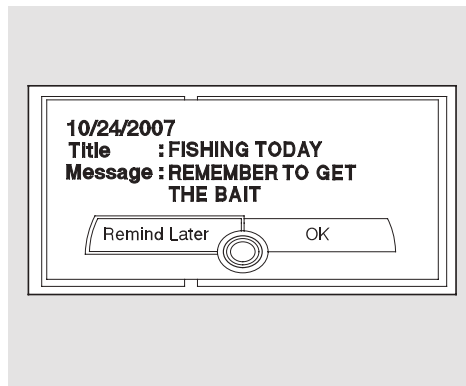 10/24/2007
Title : FISHING TODAY
Message : REMEMBER TO GET
THE BAIT
Remind Later OK